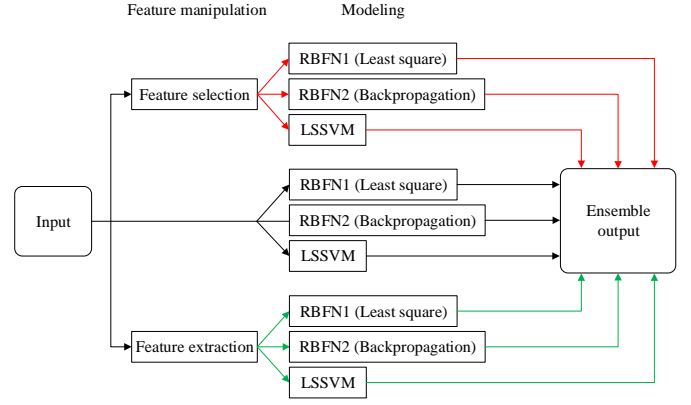 Feature manipulation
Modeling
RBFN1 (Least square)
Feature selection
RBFN2 (Backpropagation)
LSSVM
Input
RBFN1 (Least square)
RBFN2 (Backpropagation)
LSSVM
Ensemble
output
RBFN1 (Least square)
Feature extraction
RBFN2 (Backpropagation)
LSSVM